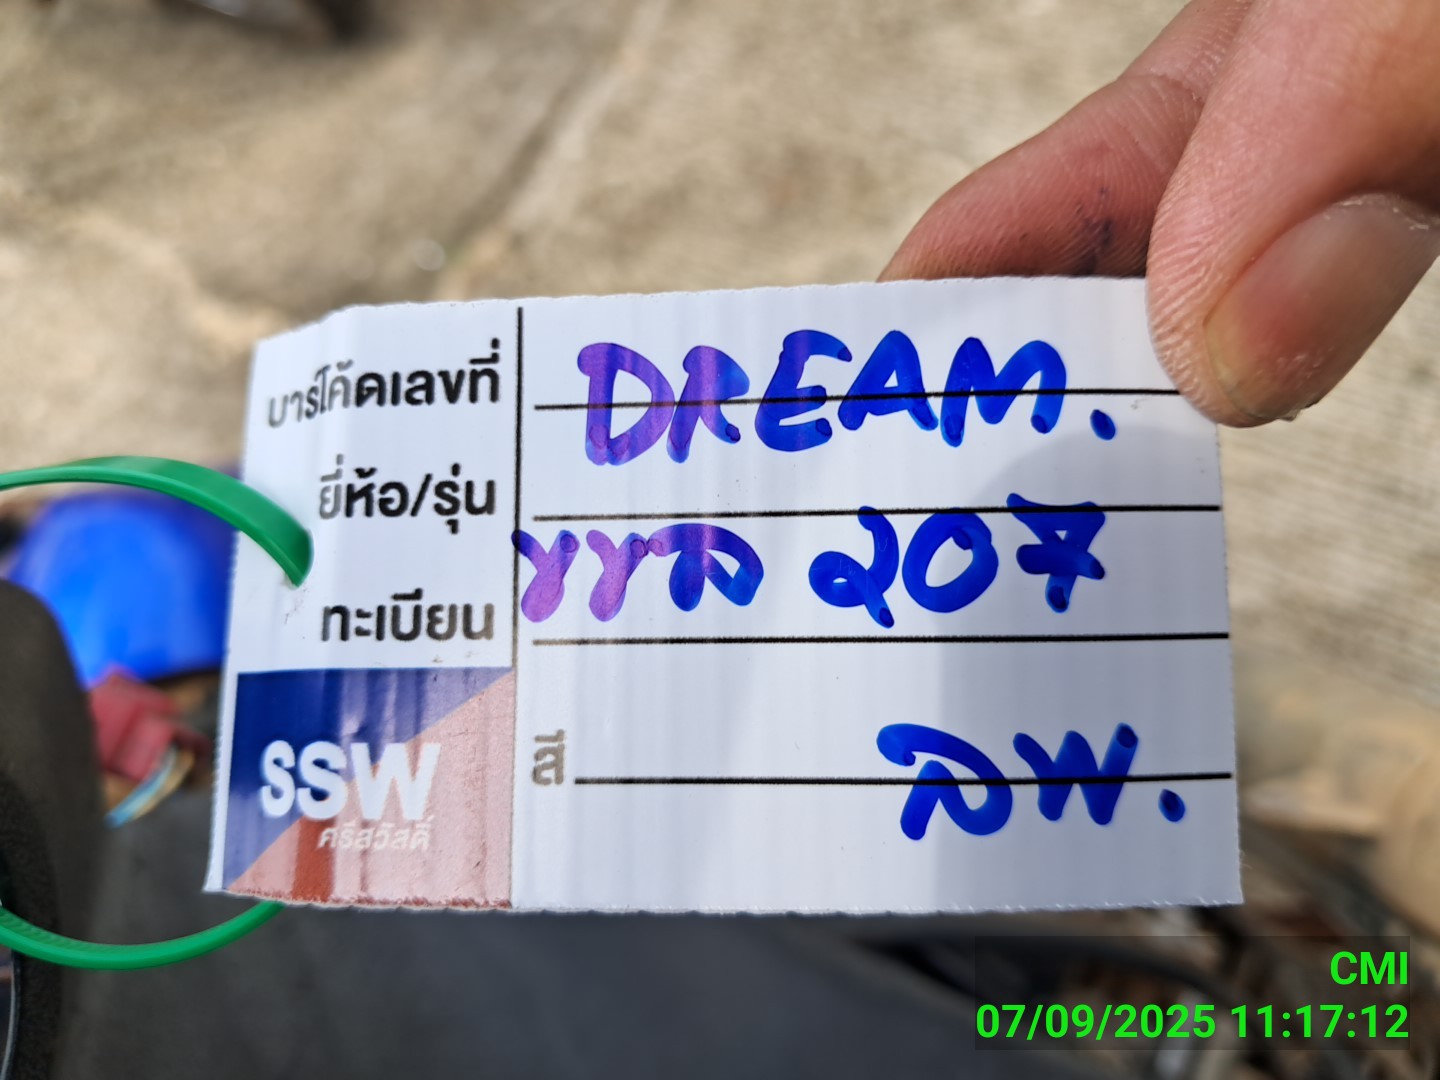 บาร์โค้ดเลขที่ DREAM.
ยี่ห้อ/รุ่น
ทะเบียน ขขล 207
สี ลพ.
SSW
ศรีสวัสดิ์
CMI
07/09/2025 11:17:12